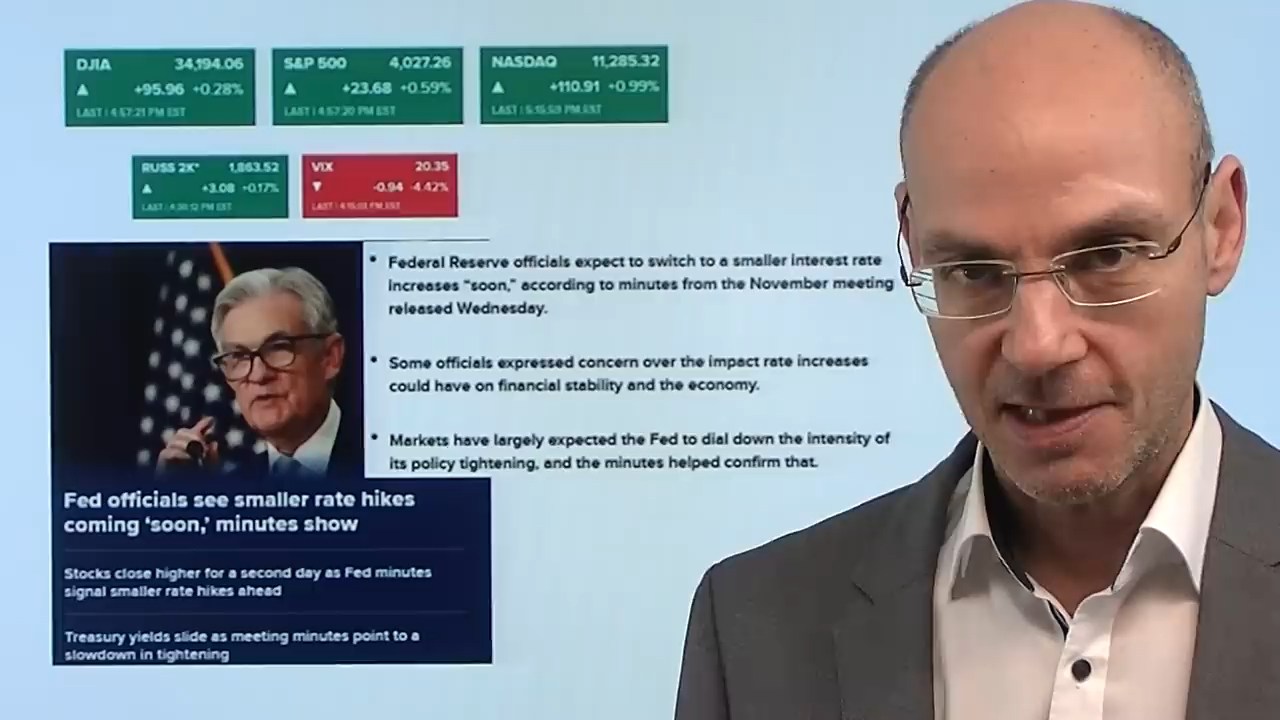 DJIA 34,194.06
▲ +95.96 +0.28%
LAST | 4:57:21 PM EST
S&P 500 4,027.26
▲ +23.68 +0.59%
LAST | 4:57:20 PM EST
NASDAQ 11,285.32
▲ +110.91 +0.99%
LAST | 5:15:59 PM EST
RUSS 2K* 1,863.52
▲ +3.08 +0.17%
LAST | 4:30:12 PM EST
VIX 20.35
▼ -0.94 -4.42%
LAST | 4:15:03 PM EST
• Federal Reserve officials expect to switch to a smaller interest rate
increases “soon,” according to minutes from the November meeting
released Wednesday.
• Some officials expressed concern over the impact rate increases
could have on financial stability and the economy.
• Markets have largely expected the Fed to dial down the intensity of
its policy tightening, and the minutes helped confirm that.
Fed officials see smaller rate hikes
coming ‘soon,’ minutes show
Stocks close higher for a second day as Fed minutes
signal smaller rate hikes ahead
Treasury yields slide as meeting minutes point to a
slowdown in tightening